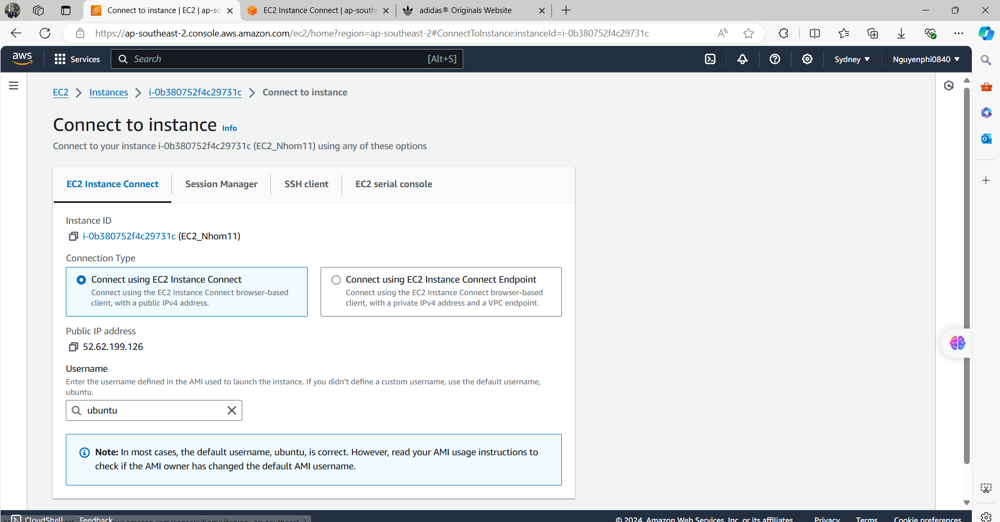 Connect to instance | EC2 | ap-so
EC2 Instance Connect | ap-south
adidas® Originals Website
https://ap-southeast-2.console.aws.amazon.com/ec2/home?region=ap-southeast-2#ConnectToInstance:instanceId=i-0b380752f4c29731c
aws
Services
Search
[Alt+S]
Sydney
Nguyenphi0840
EC2
Instances
i-0b380752f4c29731c
Connect to instance
Connect to instance Info
Connect to your instance i-0b380752f4c29731c (EC2_Nhom11) using any of these options
EC2 Instance Connect
Session Manager
SSH client
EC2 serial console
Instance ID
i-0b380752f4c29731c (EC2_Nhom11)
Connection Type
Connect using EC2 Instance Connect
Connect using the EC2 Instance Connect browser-based
client, with a public IPv4 address.
Connect using EC2 Instance Connect Endpoint
Connect using the EC2 Instance Connect browser-based
client, with a private IPv4 address and a VPC endpoint.
Public IP address
52.62.199.126
Username
Enter the username defined in the AMI used to launch the instance. If you didn't define a custom username, use the default username,
ubuntu.
ubuntu
Note: In most cases, the default username, ubuntu, is correct. However, read your AMI usage instructions to
check if the AMI owner has changed the default AMI username.
CloudShell
Feedback
© 2024, Amazon Web Services, Inc. or its affiliates.
Privacy
Terms
Cookie preferences